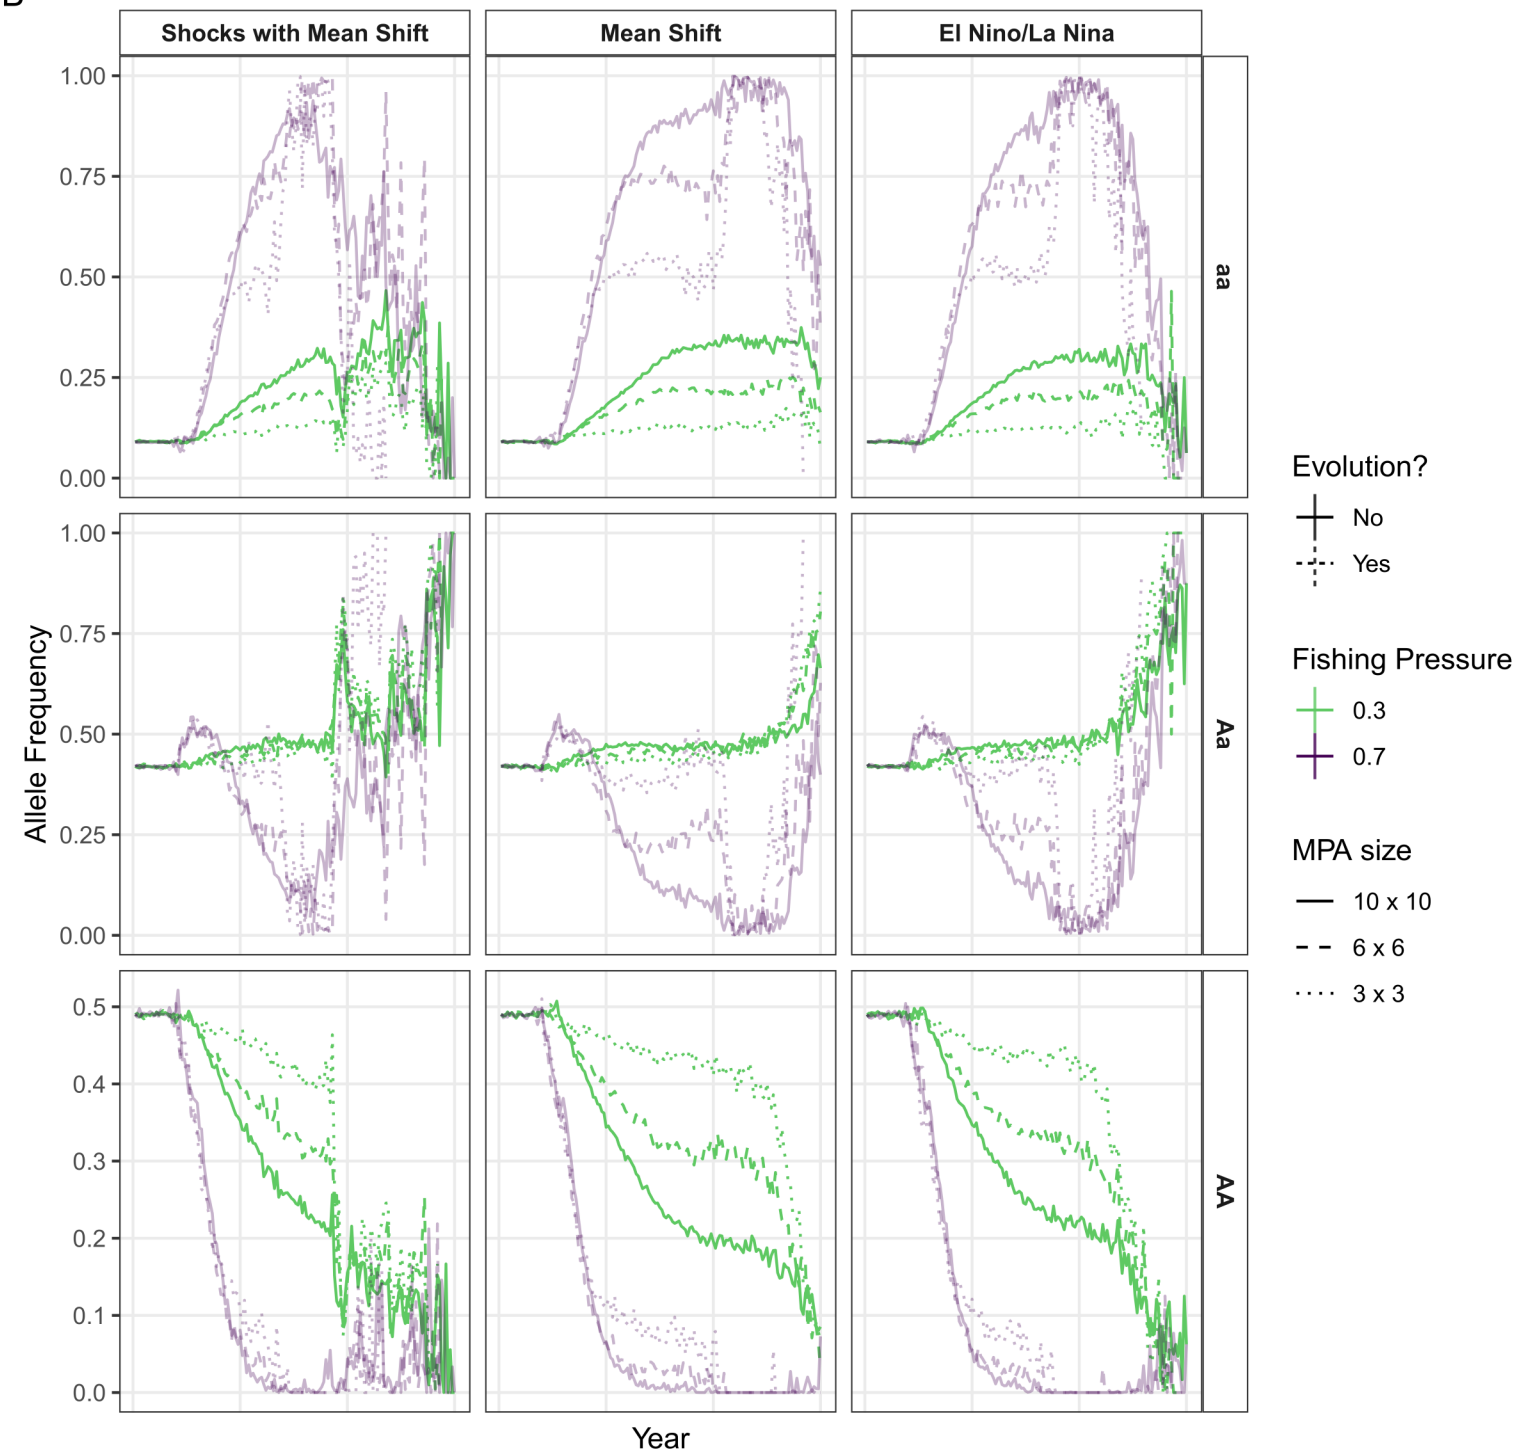 B
Shocks with Mean Shift
Mean Shift
El Nino/La Nina
1.00
0.75
0.50
0.25
0.00
aa
1.00
0.75
0.50
0.25
0.00
Aa
0.5
0.4
0.3
0.2
0.1
0.0
AA
Allele Frequency
Year
Evolution?
No
Yes
Fishing Pressure
0.3
0.7
MPA size
10 x 10
6 x 6
3 x 3